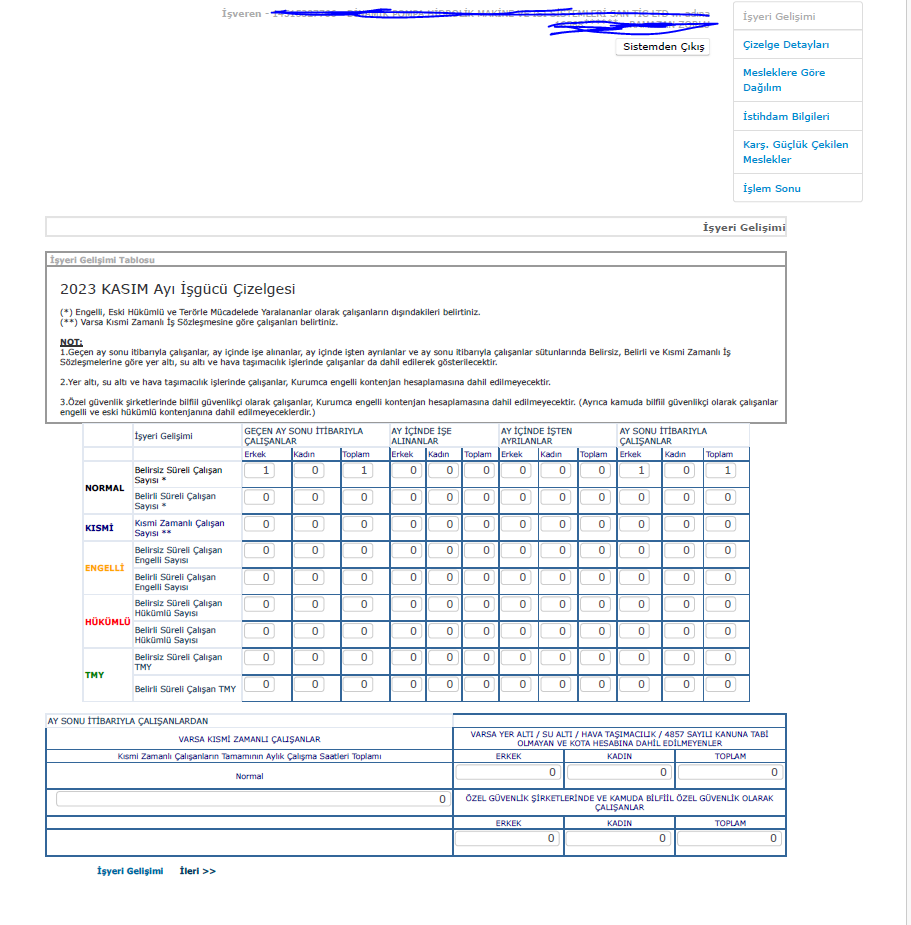 İşveren -
adına
Sistemden Çıkış
İşyeri Gelişimi
Çizelge Detayları
Mesleklere Göre
Dağılım
İstihdam Bilgileri
Karş. Güçlük Çekilen
Meslekler
İşlem Sonu
İşyeri Gelişimi
İşyeri Gelişimi Tablosu
2023 KASIM Ayı İşgücü Çizelgesi
(*) Engelli, Eski Hükümlü ve Terörle Mücadelede Yaralananlar olarak çalışanların dışındakileri belirtiniz.
(**) Varsa Kısmi Zamanlı İş Sözleşmesine göre çalışanları belirtiniz.
NOT:
1.Geçen ay sonu itibarıyla çalışanlar, ay içinde işe alınanlar, ay içinde işten ayrılanlar ve ay sonu itibarıyla çalışanlar sütunlarında Belirsiz, Belirli ve Kısmi Zamanlı İş
Sözleşmelerine göre yer altı, su altı ve hava taşımacılık işlerinde çalışanlar da dahil edilerek gösterilecektir.
2.Yer altı, su altı ve hava taşımacılık işlerinde çalışanlar, Kurumca engelli kontenjan hesaplamasına dahil edilmeyecektir.
3.Özel güvenlik şirketlerinde bilfiil güvenlikçi olarak çalışanlar, Kurumca engelli kontenjan hesaplamasına dahil edilmeyecektir. (Ayrıca kamuda bilfiil güvenlikçi olarak çalışanlar
engelli ve eski hükümlü kontenjanına dahil edilmeyeceklerdir.)
İşyeri Gelişimi GEÇEN AY SONU İTİBARIYLA ÇALIŞANLAR AY İÇİNDE İŞE ALINANLAR AY İÇİNDE İŞTEN AYRILANLAR AY SONU İTİBARIYLA ÇALIŞANLAR
Erkek Kadın Toplam Erkek Kadın Toplam Erkek Kadın Toplam Erkek Kadın Toplam
NORMAL Belirsiz Süreli Çalışan Sayısı * 1 0 1 0 0 0 0 0 0 1 0 1
Belirli Süreli Çalışan Sayısı * 0 0 0 0 0 0 0 0 0 0 0 0
KISMİ Kısmi Zamanlı Çalışan Sayısı ** 0 0 0 0 0 0 0 0 0 0 0 0
ENGELLİ Belirsiz Süreli Çalışan Engelli Sayısı 0 0 0 0 0 0 0 0 0 0 0 0
Belirli Süreli Çalışan Engelli Sayısı 0 0 0 0 0 0 0 0 0 0 0 0
HÜKÜMLÜ Belirsiz Süreli Çalışan Hükümlü Sayısı 0 0 0 0 0 0 0 0 0 0 0 0
Belirli Süreli Çalışan Hükümlü Sayısı 0 0 0 0 0 0 0 0 0 0 0 0
TMY Belirsiz Süreli Çalışan TMY 0 0 0 0 0 0 0 0 0 0 0 0
Belirli Süreli Çalışan TMY 0 0 0 0 0 0 0 0 0 0 0 0
AY SONU İTİBARIYLA ÇALIŞANLARDAN
VARSA KISMİ ZAMANLI ÇALIŞANLAR
Kısmi Zamanlı Çalışanların Tamamının Aylık Çalışma Saatleri Toplamı
Normal
0
VARSA YER ALTI / SU ALTI / HAVA TAŞIMACILIK / 4857 SAYILI KANUNA TABİ
OLMAYAN VE KOTA HESABINA DAHİL EDİLMEYENLER
ERKEK KADIN TOPLAM
0 0 0
ÖZEL GÜVENLİK ŞİRKETLERİNDE VE KAMUDA BİLFİİL ÖZEL GÜVENLİK OLARAK
ÇALIŞANLAR
ERKEK KADIN TOPLAM
0 0 0
İşyeri Gelişimi İleri >>